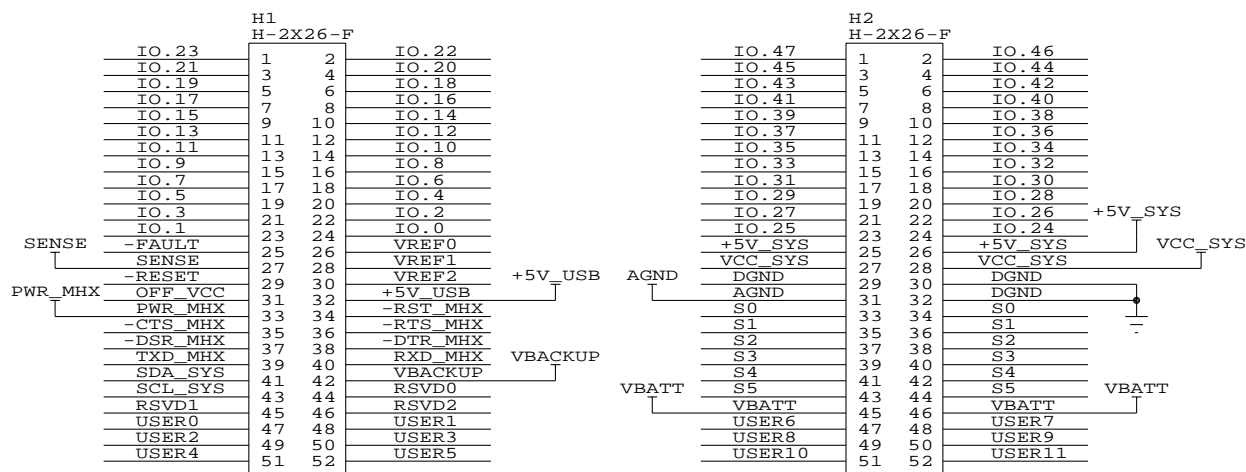 H1
H-2X26-F
IO.23 1 2 IO.22
IO.21 3 4 IO.20
IO.19 5 6 IO.18
IO.17 7 8 IO.16
IO.15 9 10 IO.14
IO.13 11 12 IO.12
IO.11 13 14 IO.10
IO.9 15 16 IO.8
IO.7 17 18 IO.6
IO.5 19 20 IO.4
IO.3 21 22 IO.2
IO.1 23 24 IO.0
SENSE -FAULT 25 26 VREF0
SENSE 27 28 VREF1
-RESET 29 30 VREF2 +5V_USB
PWR_MHX OFF_VCC 31 32 +5V_USB
PWR_MHX 33 34 -RST_MHX
-CTS_MHX 35 36 -RTS_MHX
-DSR_MHX 37 38 -DTR_MHX
TXD_MHX 39 40 RXD_MHX VBACKUP
SDA_SYS 41 42 VBACKUP
SCL_SYS 43 44 RSVD0
RSVD1 45 46 RSVD2
USER0 47 48 USER1
USER2 49 50 USER3
USER4 51 52 USER5
H2
H-2X26-F
IO.47 1 2 IO.46
IO.45 3 4 IO.44
IO.43 5 6 IO.42
IO.41 7 8 IO.40
IO.39 9 10 IO.38
IO.37 11 12 IO.36
IO.35 13 14 IO.34
IO.33 15 16 IO.32
IO.31 17 18 IO.30
IO.29 19 20 IO.28
IO.27 21 22 IO.26 +5V_SYS
IO.25 23 24 IO.24
+5V_SYS 25 26 +5V_SYS VCC_SYS
VCC_SYS 27 28 VCC_SYS
AGND DGND 29 30 DGND
AGND 31 32 DGND
S0 33 34 S0
S1 35 36 S1
S2 37 38 S2
S3 39 40 S3
S4 41 42 S4
VBATT S5 43 44 S5 VBATT
VBATT 45 46 VBATT
USER6 47 48 USER7
USER8 49 50 USER9
USER10 51 52 USER11